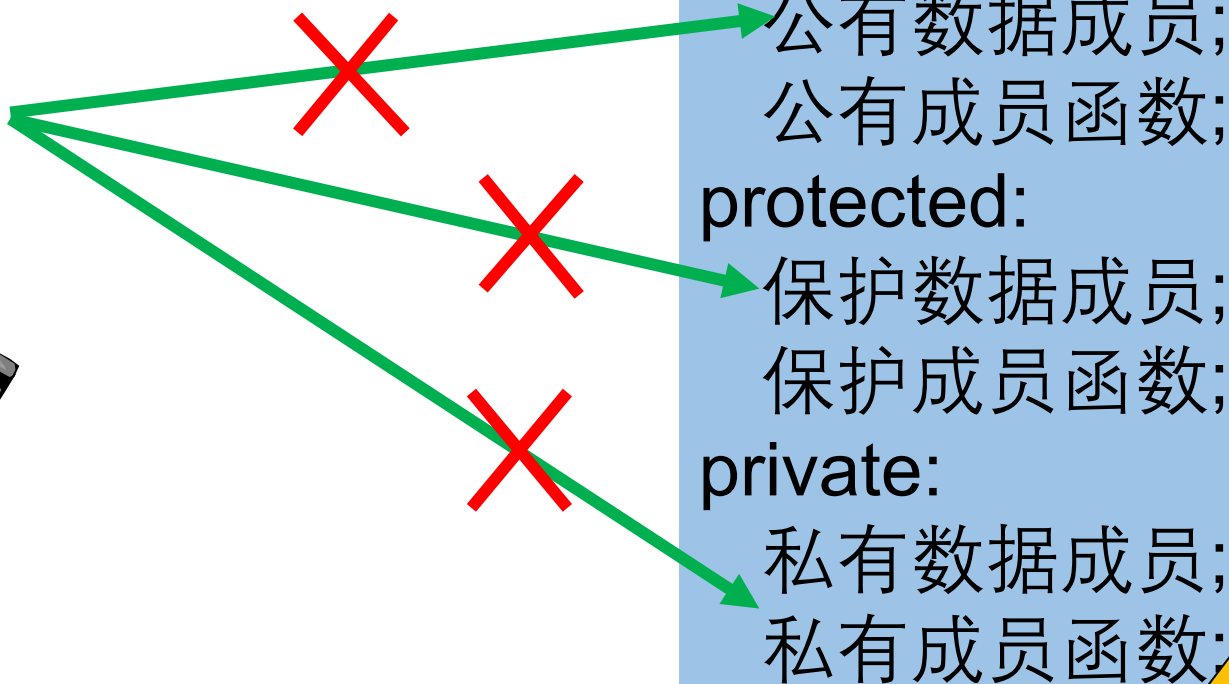 公有数据成员;
公有成员函数;
protected:
保护数据成员;
保护成员函数;
private:
私有数据成员;
私有成员函数;